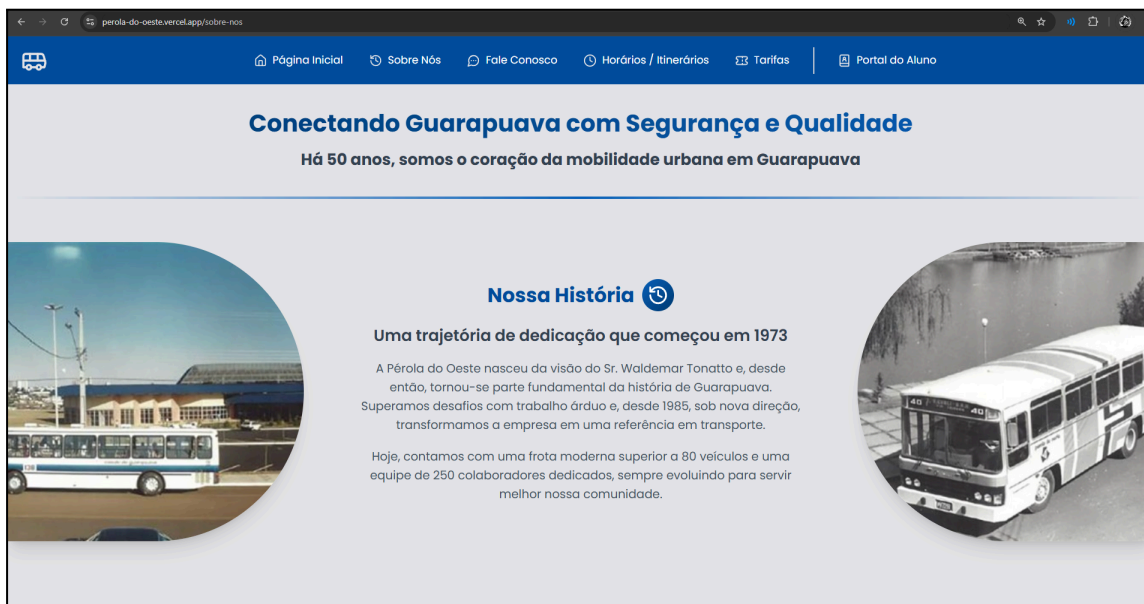 perola-do-oeste.vercel.app/sobre-nos
Página Inicial
Sobre Nós
Fale Conosco
Horários / Itinerários
Tarifas
Portal do Aluno
Conectando Guarapuava com Segurança e Qualidade
Há 50 anos, somos o coração da mobilidade urbana em Guarapuava
Nossa História
Uma trajetória de dedicação que começou em 1973
A Pérola do Oeste nasceu da visão do Sr. Waldemar Tonatto e, desde
então, tornou-se parte fundamental da história de Guarapuava.
Superamos desafios com trabalho árduo e, desde 1985, sob nova direção,
transformamos a empresa em uma referência em transporte.
Hoje, contamos com uma frota moderna superior a 80 veículos e uma
equipe de 250 colaboradores dedicados, sempre evoluindo para servir
melhor nossa comunidade.
40
40